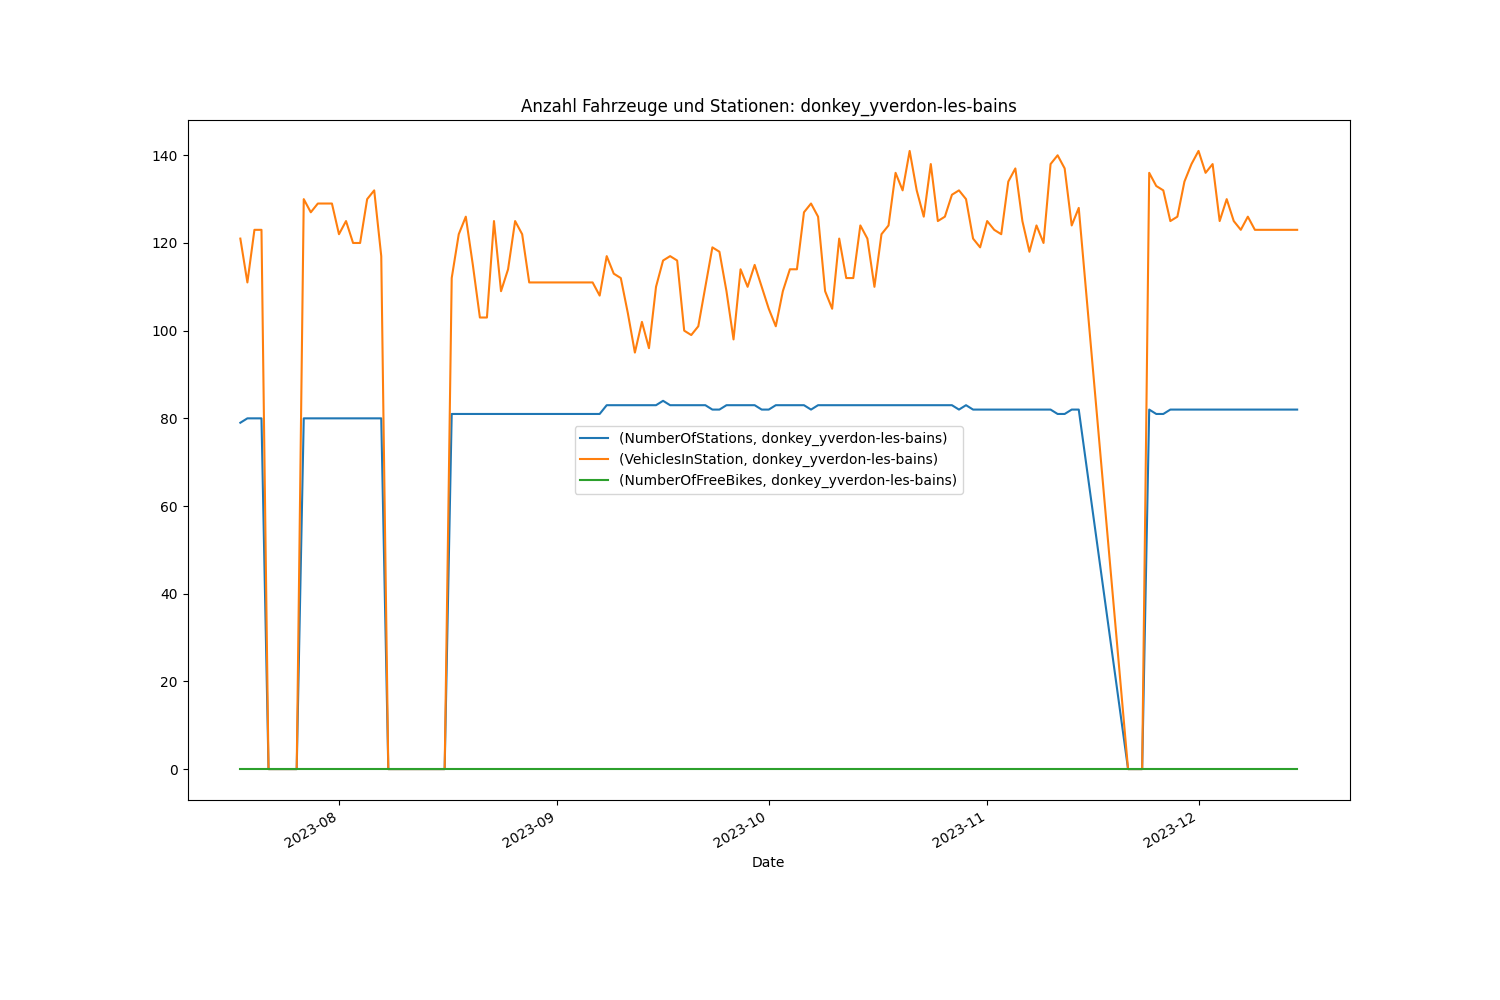 Anzahl Fahrzeuge und Stationen: donkey_yverdon-les-bains
140
120
100
80
60
40
20
0
(NumberOfStations, donkey_yverdon-les-bains)
(VehiclesInStation, donkey_yverdon-les-bains)
(NumberOfFreeBikes, donkey_yverdon-les-bains)
2023-08
2023-09
2023-10
2023-11
2023-12
Date